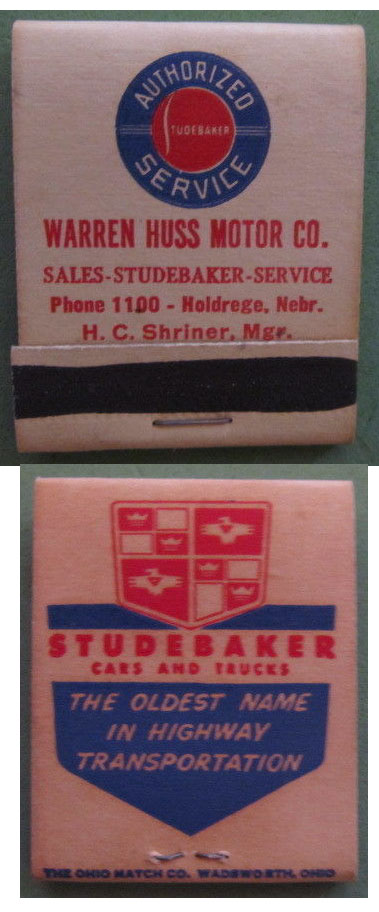 AUTHORIZED
STUDEBAKER
SERVICE
WARREN HUSS MOTOR CO.
SALES-STUDEBAKER-SERVICE
Phone 1100 - Holdrege, Nebr.
H. C. Shriner, Mgr.
STUDEBAKER
CARS AND TRUCKS
THE OLDEST NAME
IN HIGHWAY
TRANSPORTATION
THE OHIO MATCH CO. WADSWORTH, OHIO